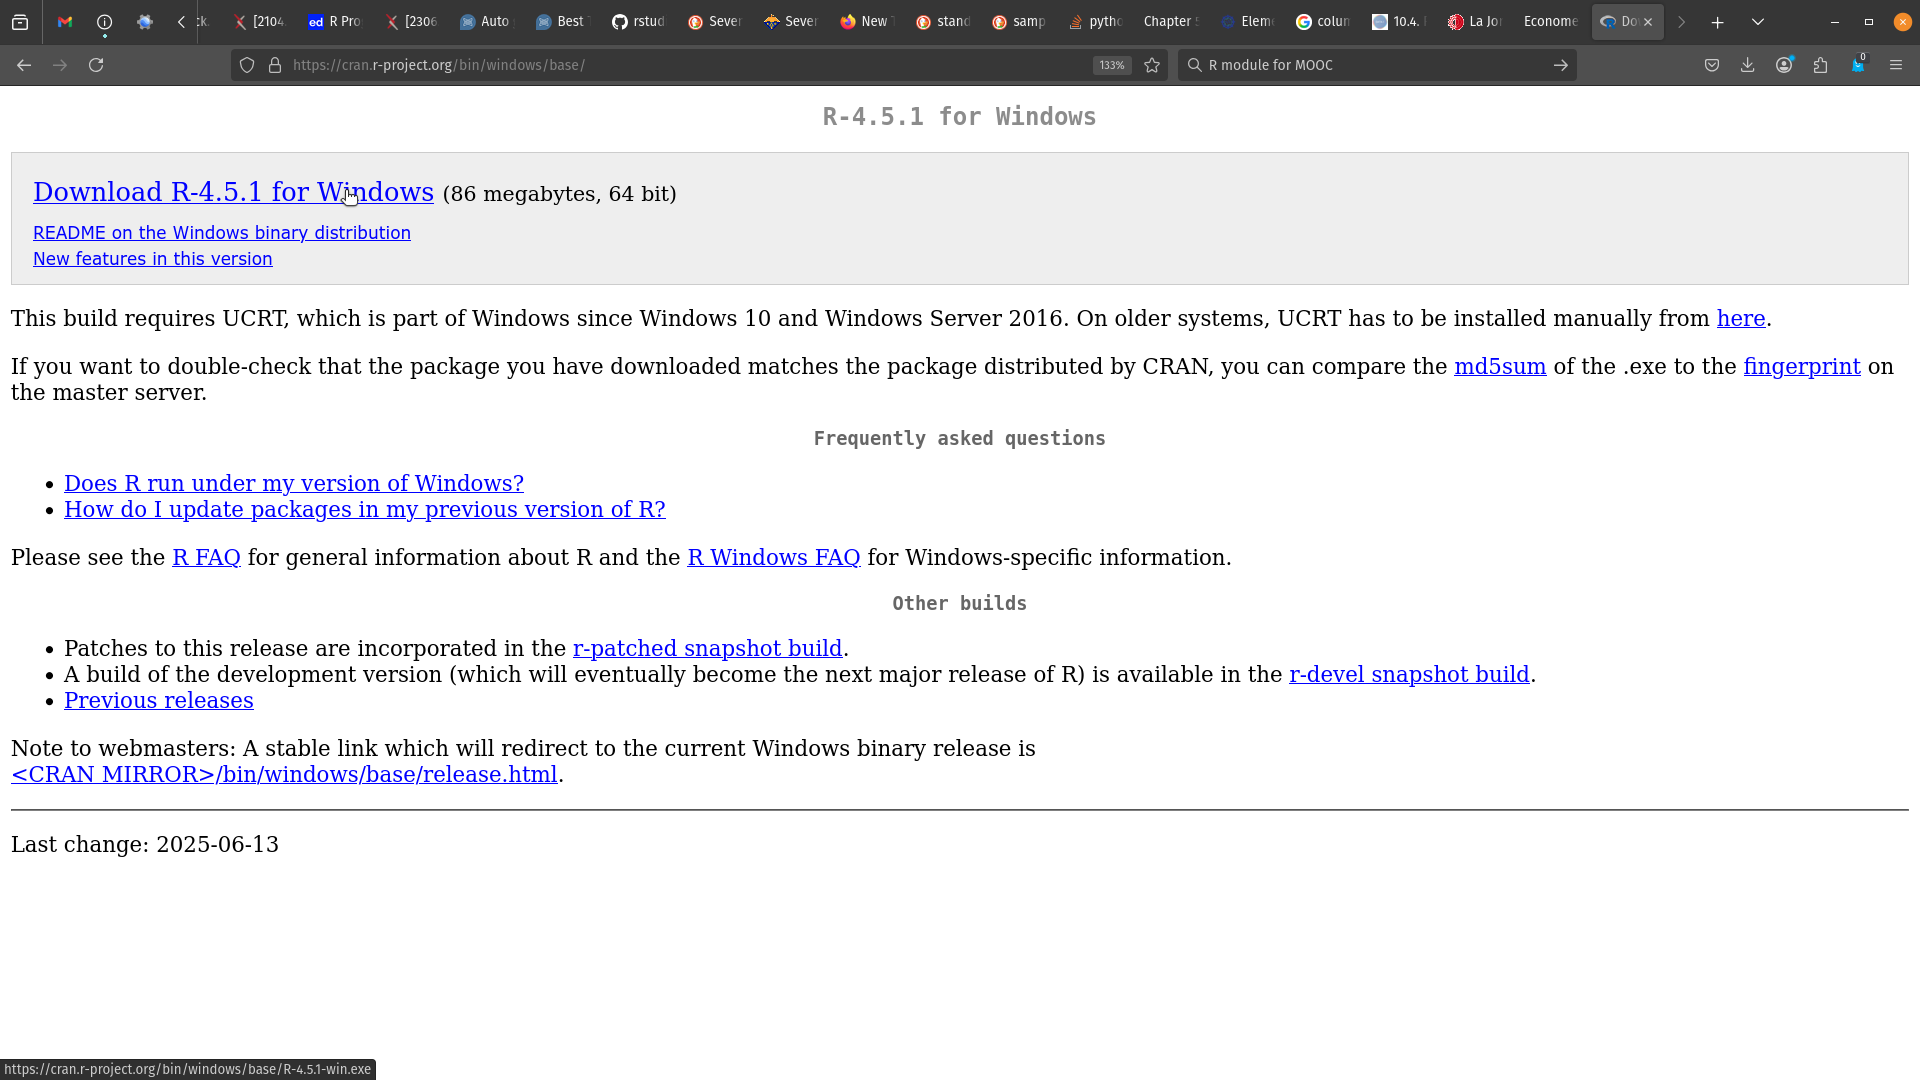 [2104.
R Pro
[2306
Auto
Best
rstud
Sever
Sever
New
stand
samp
pytho
Chapter
Elem
colun
10.4.
La Jor
Econome
https://cran.r-project.org/bin/windows/base/
133%
R module for MOOC
0
R-4.5.1 for Windows
Download R-4.5.1 for Windows (86 megabytes, 64 bit)
README on the Windows binary distribution
New features in this version
This build requires UCRT, which is part of Windows since Windows 10 and Windows Server 2016. On older systems, UCRT has to be installed manually from here.
If you want to double-check that the package you have downloaded matches the package distributed by CRAN, you can compare the md5sum of the .exe to the fingerprint on
the master server.
Frequently asked questions
• Does R run under my version of Windows?
• How do I update packages in my previous version of R?
Please see the R FAQ for general information about R and the R Windows FAQ for Windows-specific information.
Other builds
• Patches to this release are incorporated in the r-patched snapshot build.
• A build of the development version (which will eventually become the next major release of R) is available in the r-devel snapshot build.
• Previous releases
Note to webmasters: A stable link which will redirect to the current Windows binary release is
<CRAN MIRROR>/bin/windows/base/release.html.
Last change: 2025-06-13
https://cran.r-project.org/bin/windows/base/R-4.5.1-win.exe